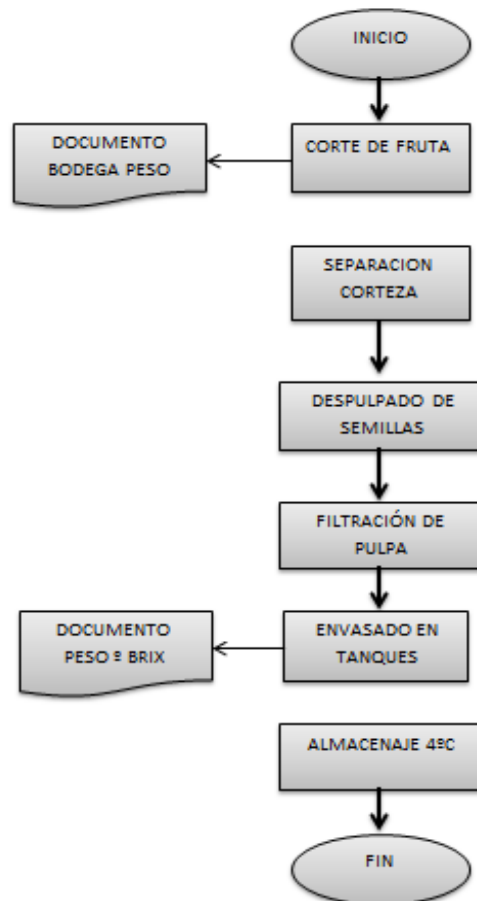 INICIO
DOCUMENTO
BODEGA PESO
CORTE DE FRUTA
SEPARACION
CORTEZA
DESPULPADO DE
SEMILLAS
FILTRACIÓN DE
PULPA
DOCUMENTO
PESO º BRIX
ENVASADO EN
TANQUES
ALMACENAJE 4ºC
FIN